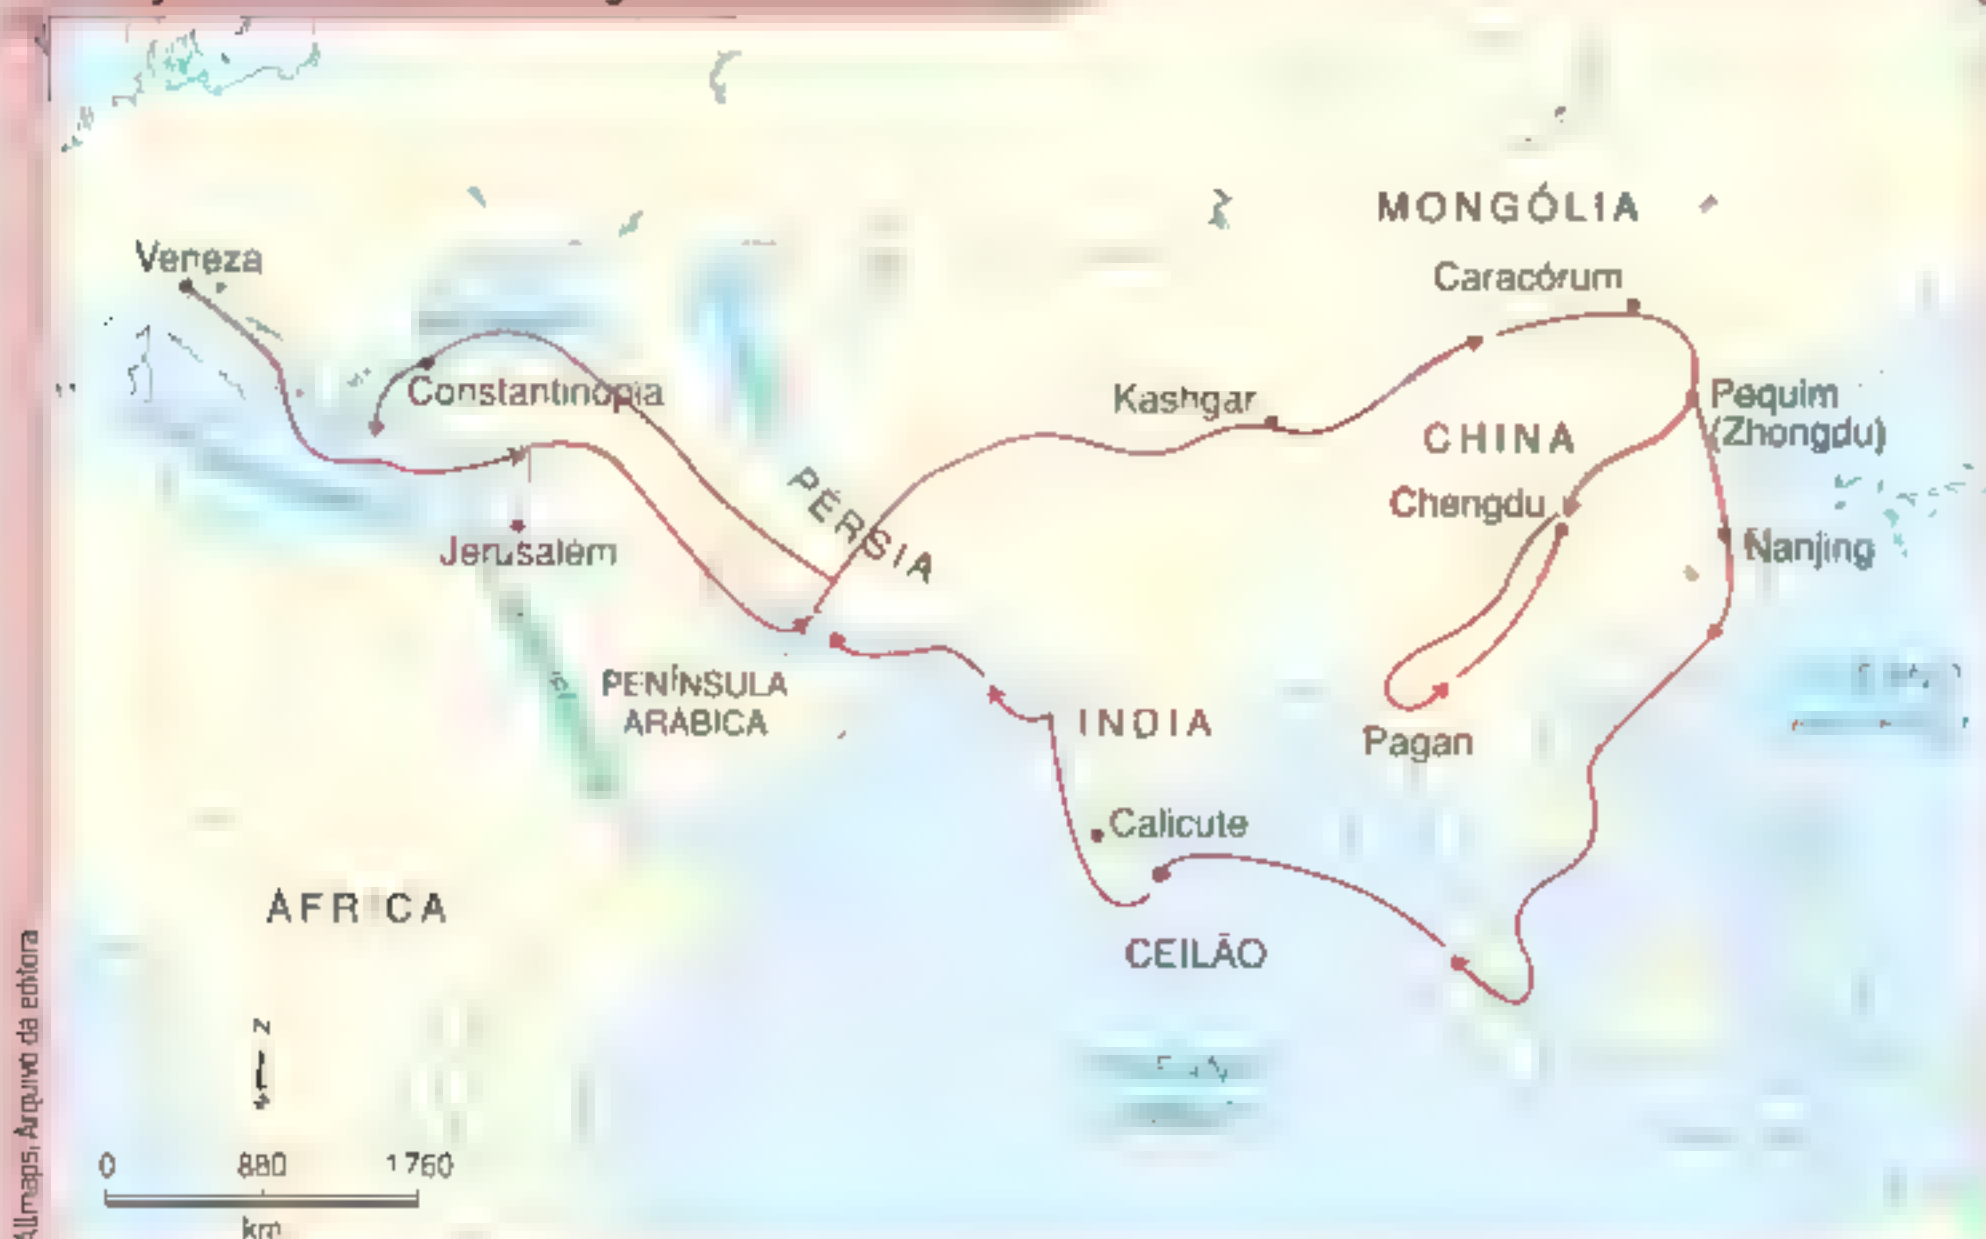 Veneza
MONGÓLIA
Caracórum
Constantinopla
Kashgar
Pequim
(Zhongdu)
CHINA
Chengdu
PÉRSIA
Jerusalém
Nanjing
PENÍNSULA
ARÁBICA
INDIA
Pagan
Calicute
ÁFRICA
CEILÃO
N
0 880 1760
km
Allmaps, Arquivo da editora